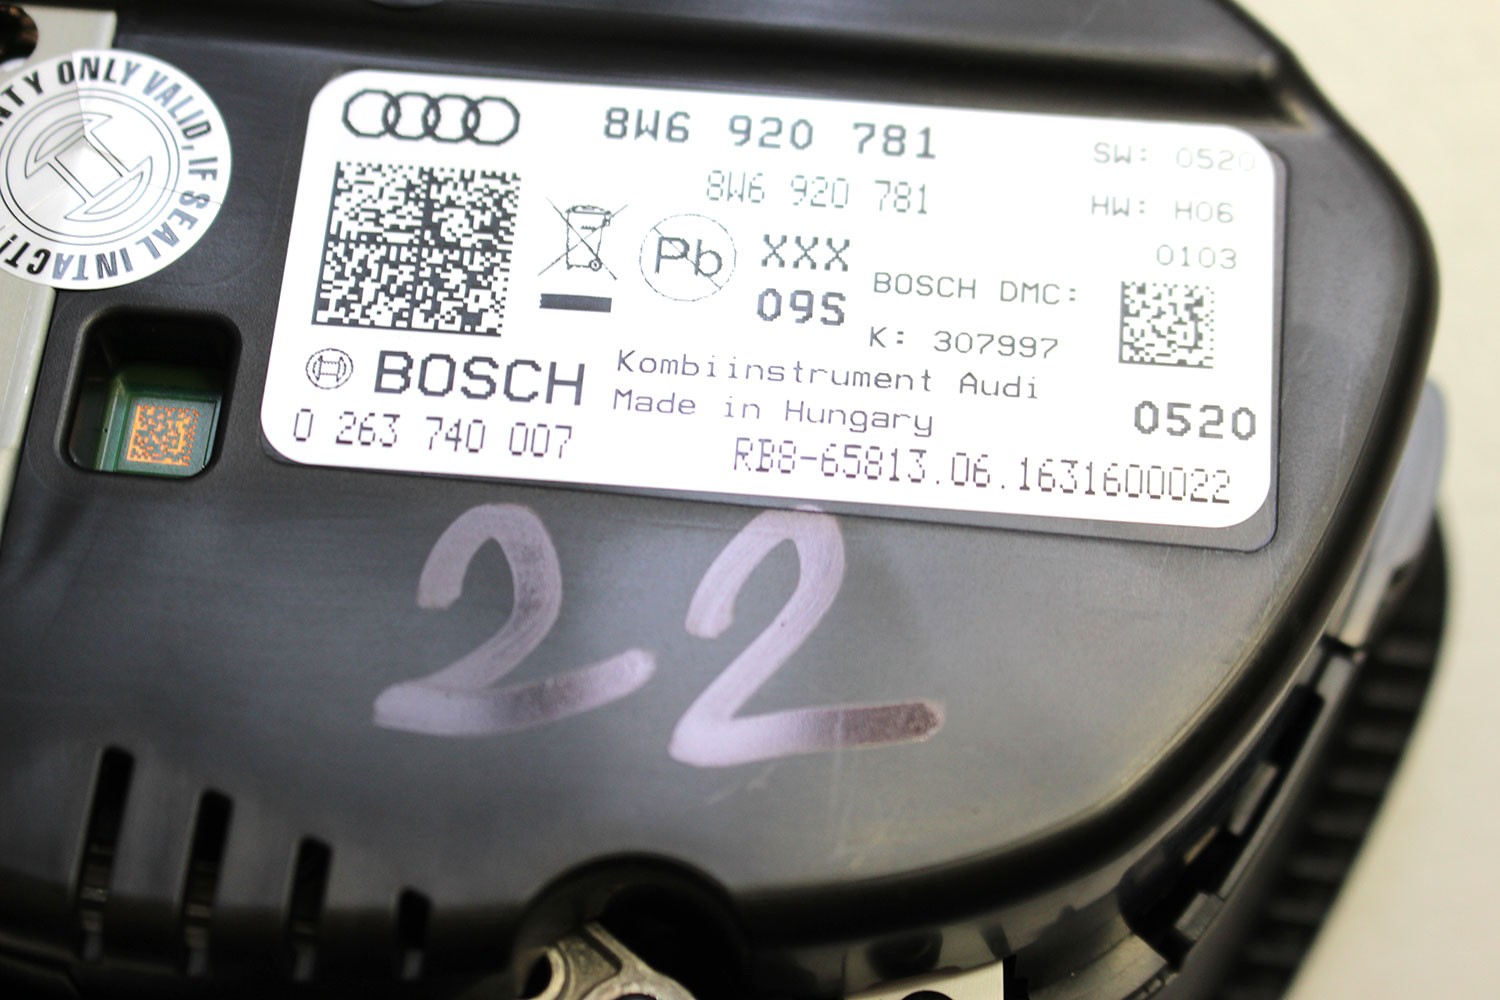 NTY ONLY VALID, IF SEAL INTACT!
8W6 920 781
SW: 0520
8W6 920 781
HW: H06
0103
Pb
XXX
09S
BOSCH DMC:
K: 307997
BOSCH
Kombiinstrument Audi
Made in Hungary
0520
0 263 740 007
RB8-65813.06.1631600022
22